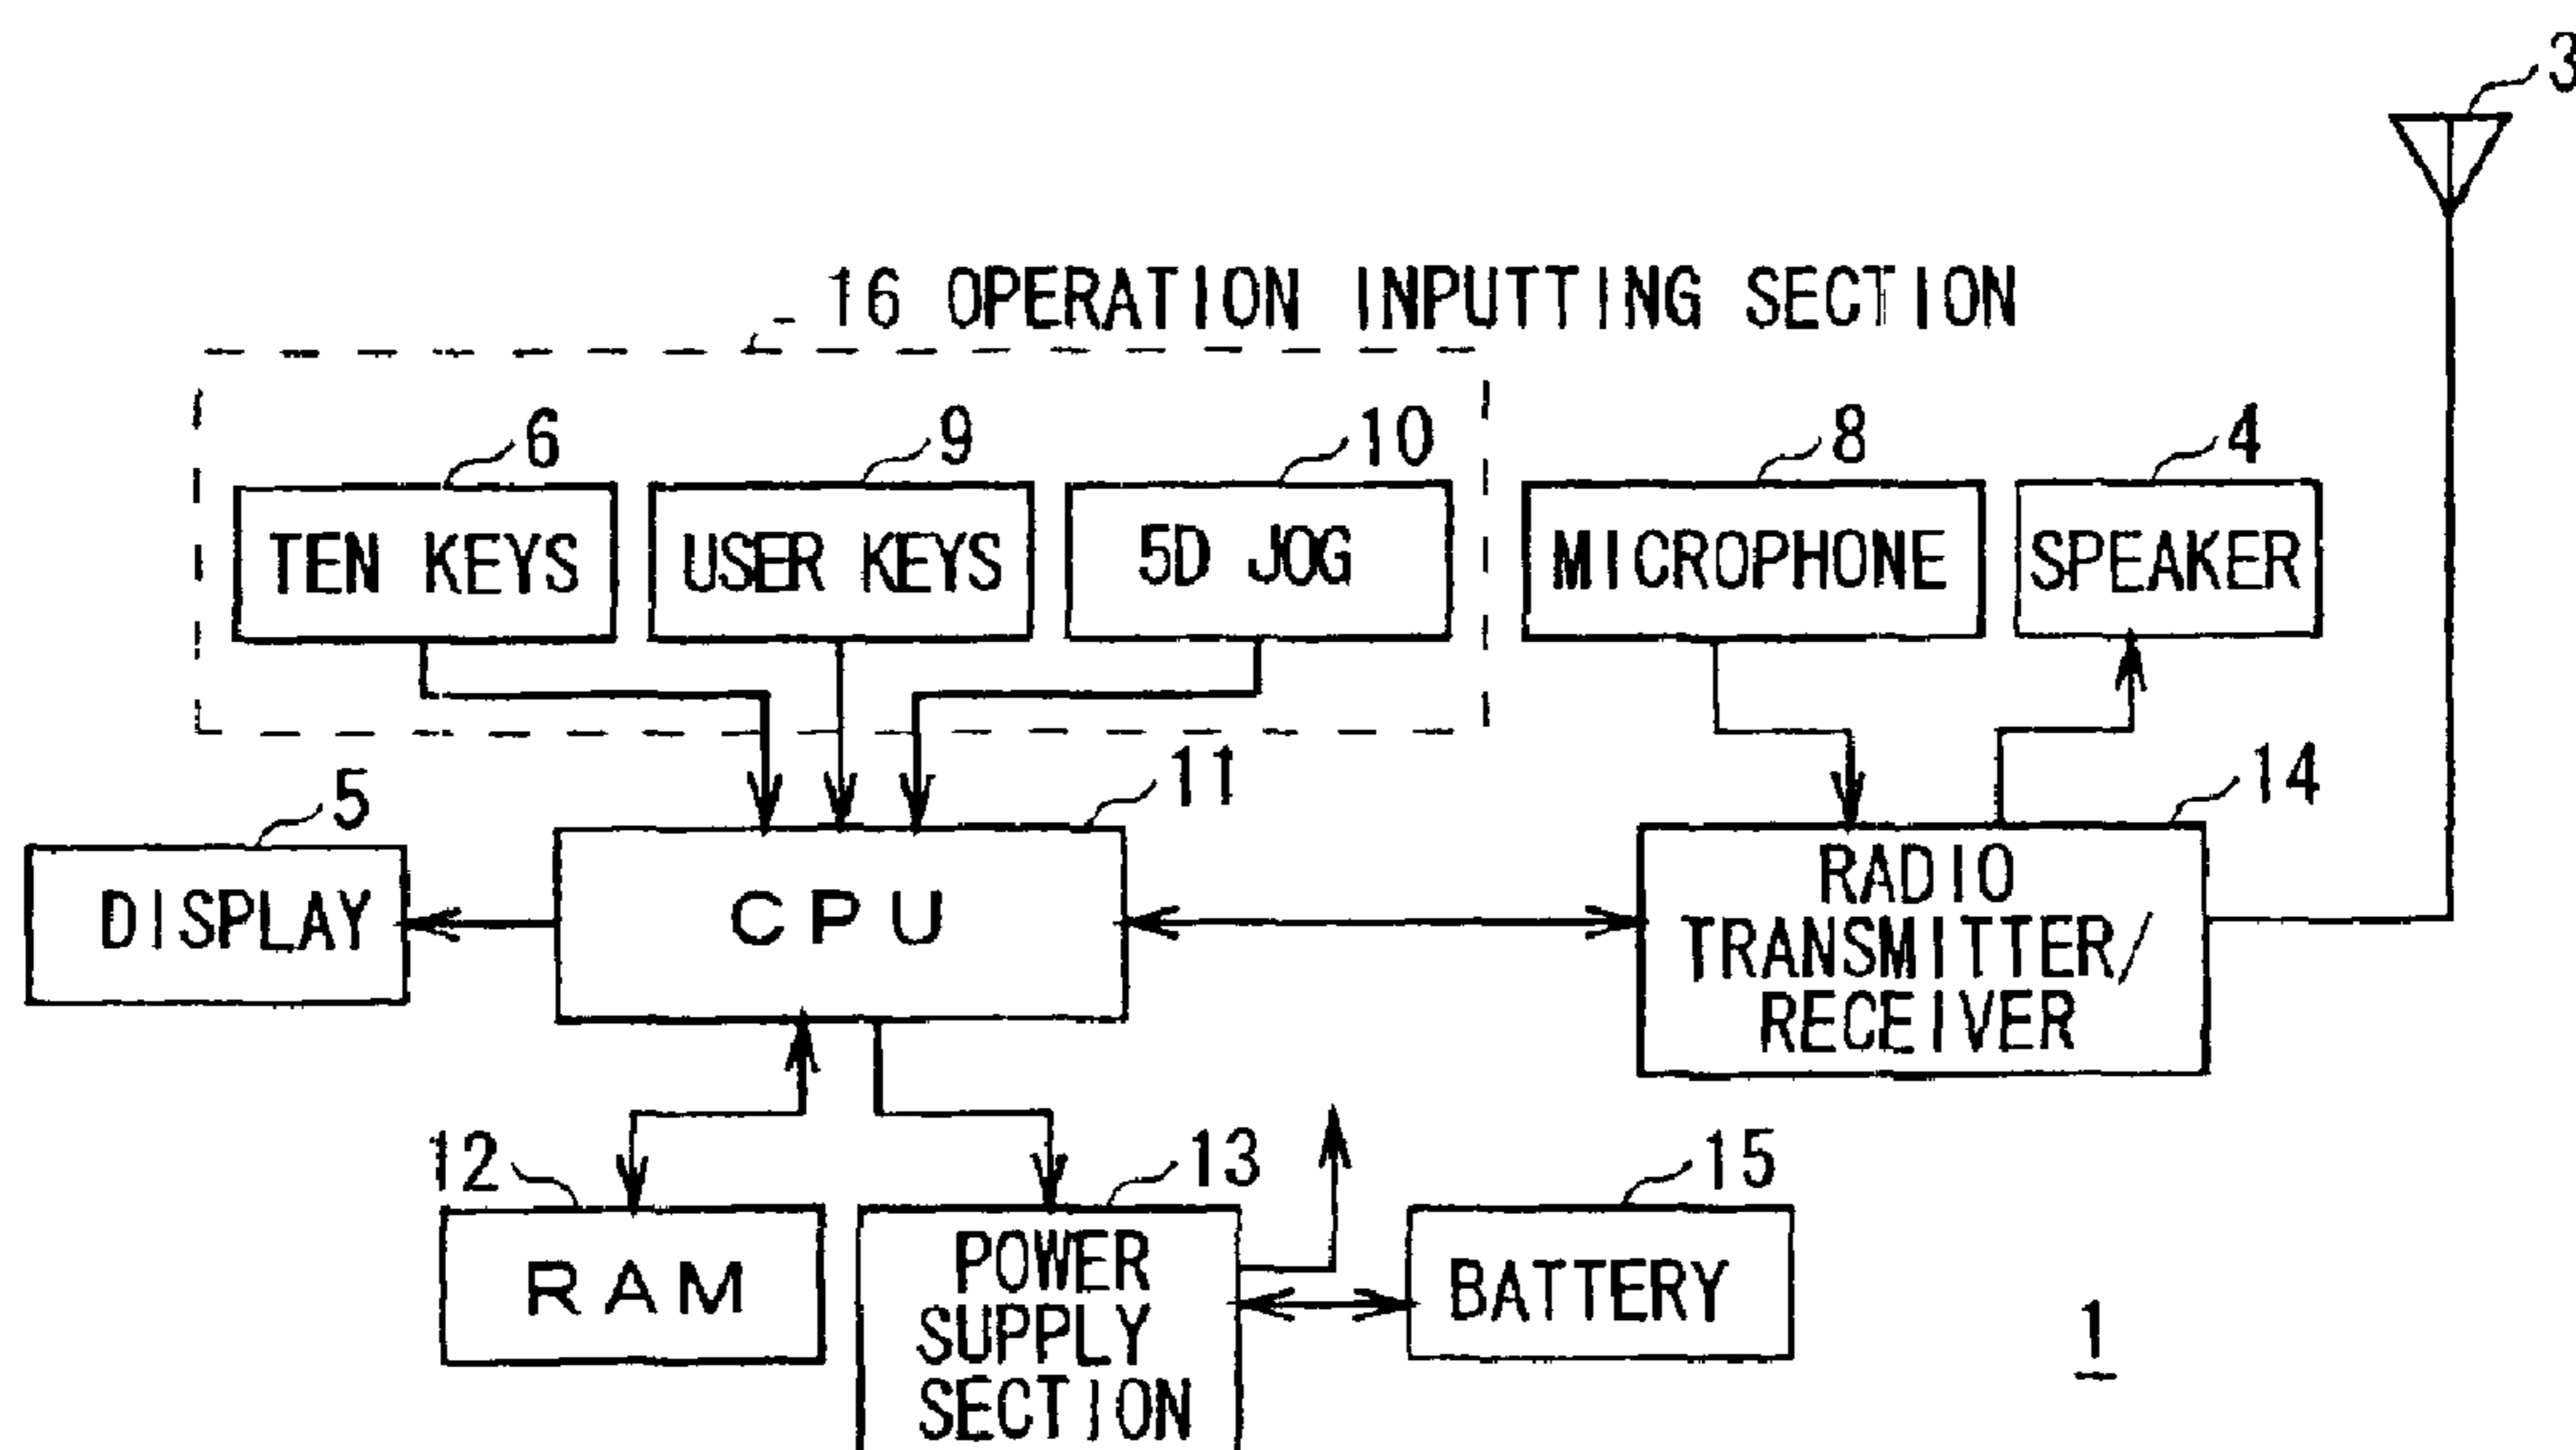 3
16 OPERATION INPUTTING SECTION
6
9
10
8
4
TEN KEYS
USER KEYS
5D JOG
MICROPHONE
SPEAKER
5
11
14
DISPLAY
CPU
RADIO
TRANSMITTER/
RECEIVER
12
13
15
RAM
POWER
SUPPLY
SECTION
BATTERY
1